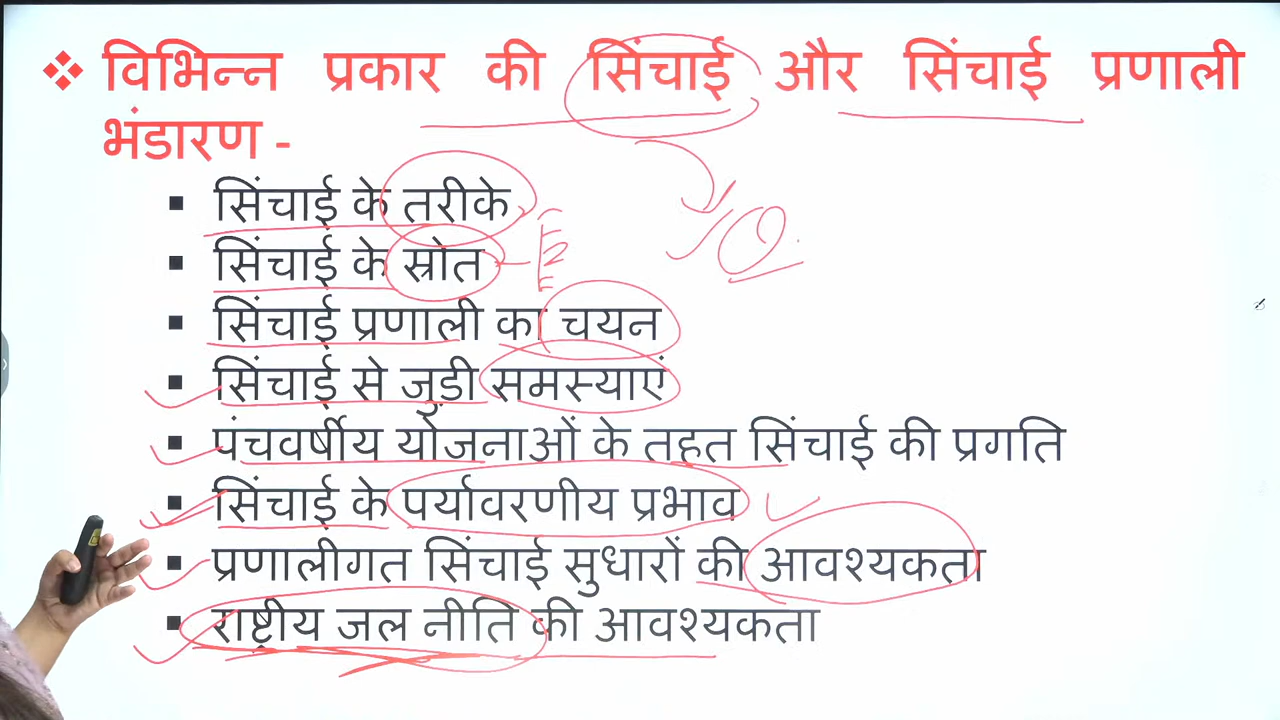 ❖ विभिन्न प्रकार की सिंचाई और सिंचाई प्रणाली
भंडारण -
▪ सिंचाई के तरीके
▪ सिंचाई के स्रोत
▪ सिंचाई प्रणाली का चयन
▪ सिंचाई से जुड़ी समस्याएं
▪ पंचवर्षीय योजनाओं के तहत सिंचाई की प्रगति
▪ सिंचाई के पर्यावरणीय प्रभाव
▪ प्रणालीगत सिंचाई सुधारों की आवश्यकता
▪ राष्ट्रीय जल नीति की आवश्यकता